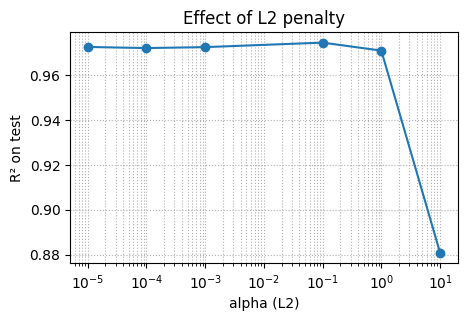 Effect of L2 penalty
R² on test
0.96
0.94
0.92
0.90
0.88
10⁻⁵ 10⁻⁴ 10⁻³ 10⁻² 10⁻¹ 10⁰ 10¹
alpha (L2)